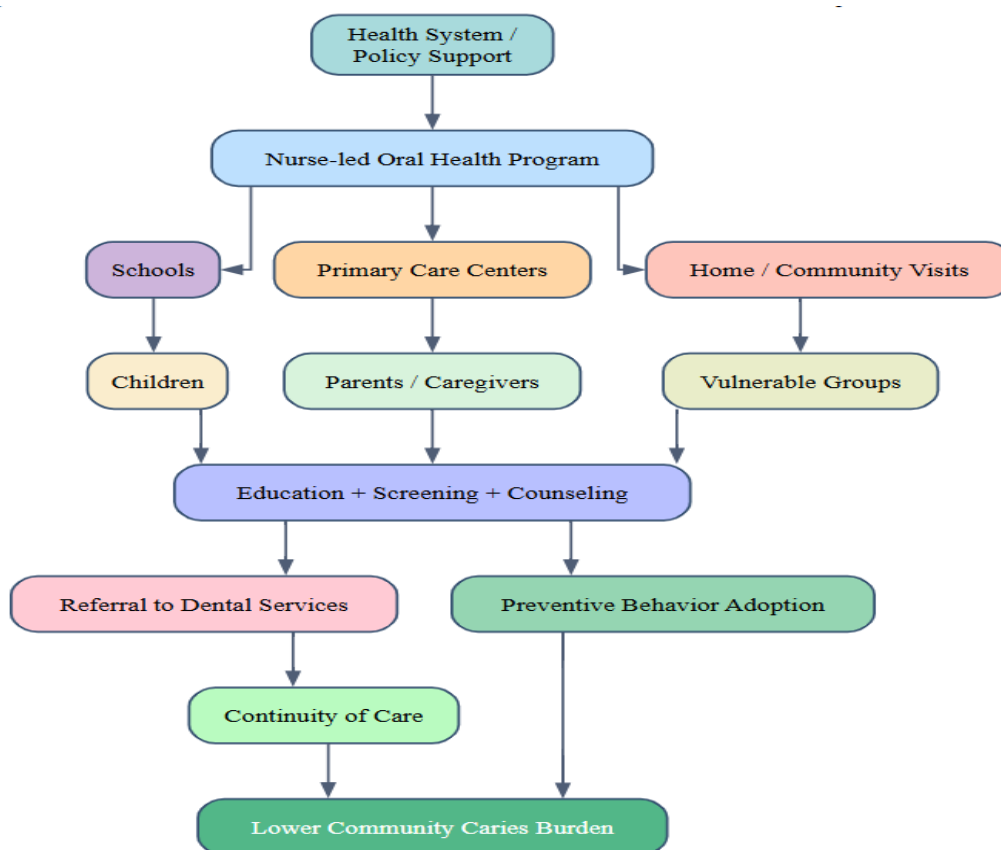 Health System /
Policy Support
Nurse-led Oral Health Program
Schools
Primary Care Centers
Home / Community Visits
Children
Parents / Caregivers
Vulnerable Groups
Education + Screening + Counseling
Referral to Dental Services
Preventive Behavior Adoption
Continuity of Care
Lower Community Caries Burden